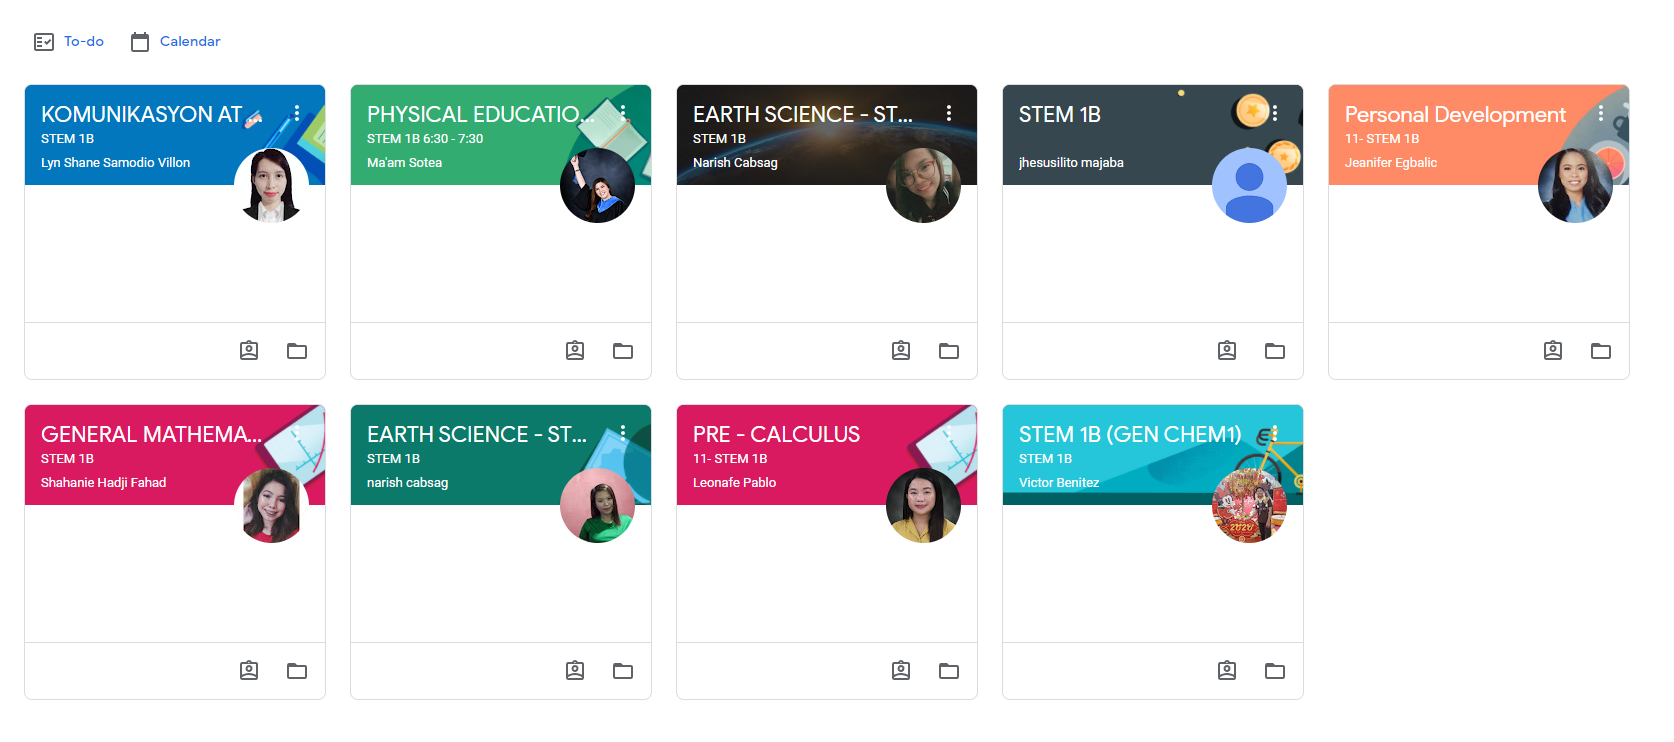 To-do
Calendar
KOMUNIKASYON AT ...
STEM 1B
Lyn Shane Samodio Villon
PHYSICAL EDUCATIO...
STEM 1B 6:30 - 7:30
Ma'am Sotea
EARTH SCIENCE - ST...
STEM 1B
Narish Cabsag
STEM 1B
jhesusilito majaba
Personal Development
11- STEM 1B
Jeanifer Egbalic
GENERAL MATHEMA...
STEM 1B
Shahanie Hadji Fahad
EARTH SCIENCE - ST...
STEM 1B
narish cabsag
PRE - CALCULUS
11- STEM 1B
Leonafe Pablo
STEM 1B (GEN CHEM1)
STEM 1B
Victor Benitez
2020